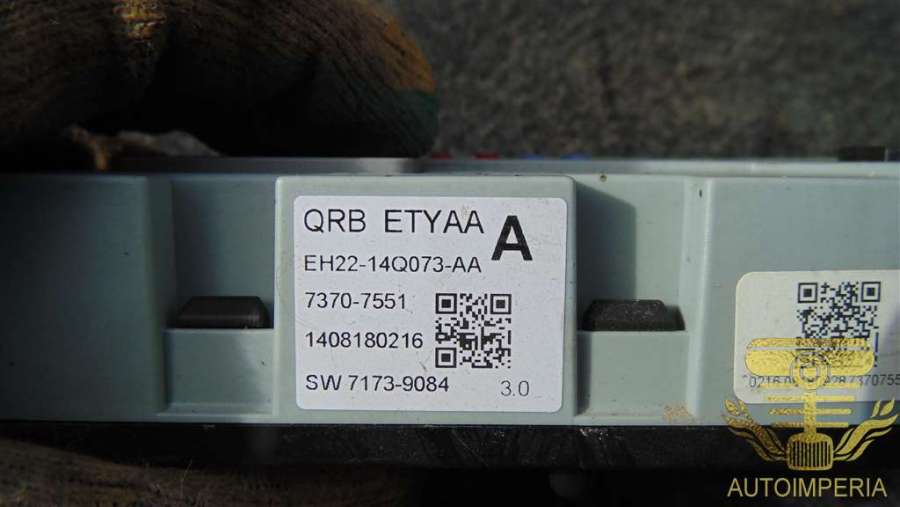 QRB ETYAA A
EH22-14Q073-AA
7370-7551
1408180216
SW 7173-9084 3.0
AUTOIMPERIA